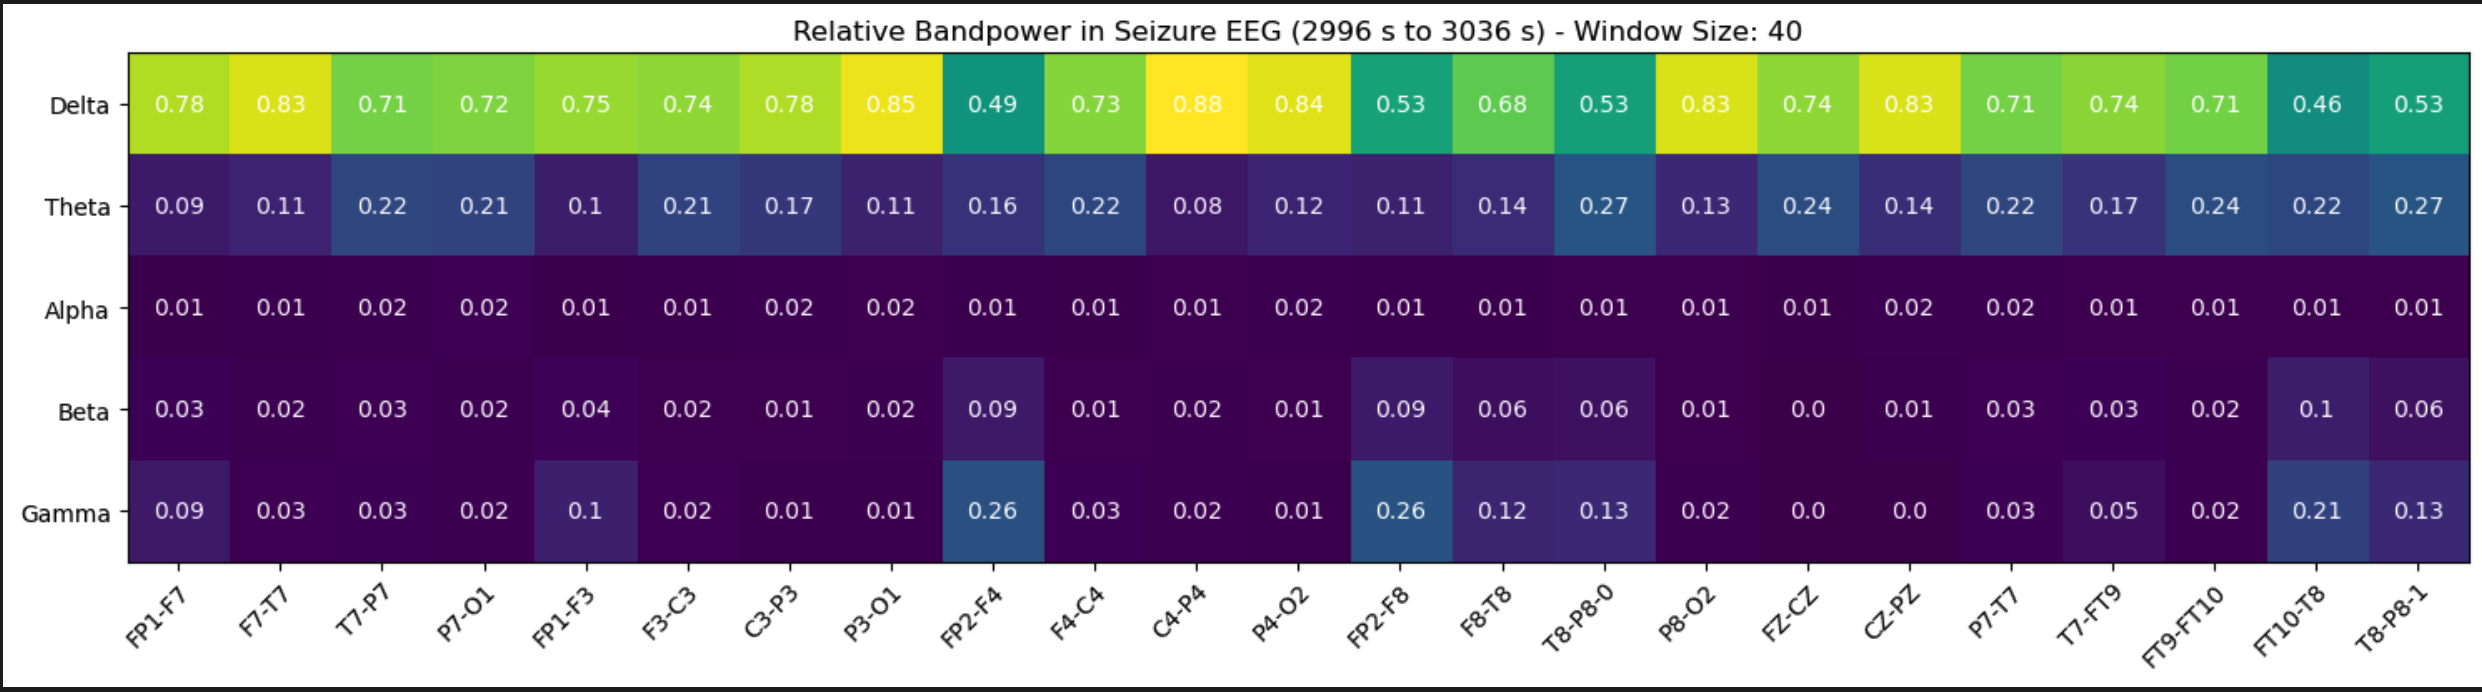 Relative Bandpower in Seizure EEG (2996 s to 3036 s) - Window Size: 40
Delta 0.78 0.83 0.71 0.72 0.75 0.74 0.78 0.85 0.49 0.73 0.88 0.84 0.53 0.68 0.53 0.83 0.74 0.83 0.71 0.74 0.71 0.46 0.53
Theta 0.09 0.11 0.22 0.21 0.1 0.21 0.17 0.11 0.16 0.22 0.08 0.12 0.11 0.14 0.27 0.13 0.24 0.14 0.22 0.17 0.24 0.22 0.27
Alpha 0.01 0.01 0.02 0.02 0.01 0.01 0.02 0.02 0.01 0.01 0.01 0.02 0.01 0.01 0.01 0.01 0.01 0.02 0.02 0.01 0.01 0.01 0.01
Beta 0.03 0.02 0.03 0.02 0.04 0.02 0.01 0.02 0.09 0.01 0.02 0.01 0.09 0.06 0.06 0.01 0.0 0.01 0.03 0.03 0.02 0.1 0.06
Gamma 0.09 0.03 0.03 0.02 0.1 0.02 0.01 0.01 0.26 0.03 0.02 0.01 0.26 0.12 0.13 0.02 0.0 0.0 0.03 0.05 0.02 0.21 0.13
FP1-F7 F7-T7 T7-P7 P7-O1 FP1-F3 F3-C3 C3-P3 P3-O1 FP2-F4 F4-C4 C4-P4 P4-O2 FP2-F8 F8-T8 T8-P8-0 P8-O2 FZ-CZ CZ-PZ P7-T7 T7-FT9 FT9-FT10 FT10-T8 T8-P8-1